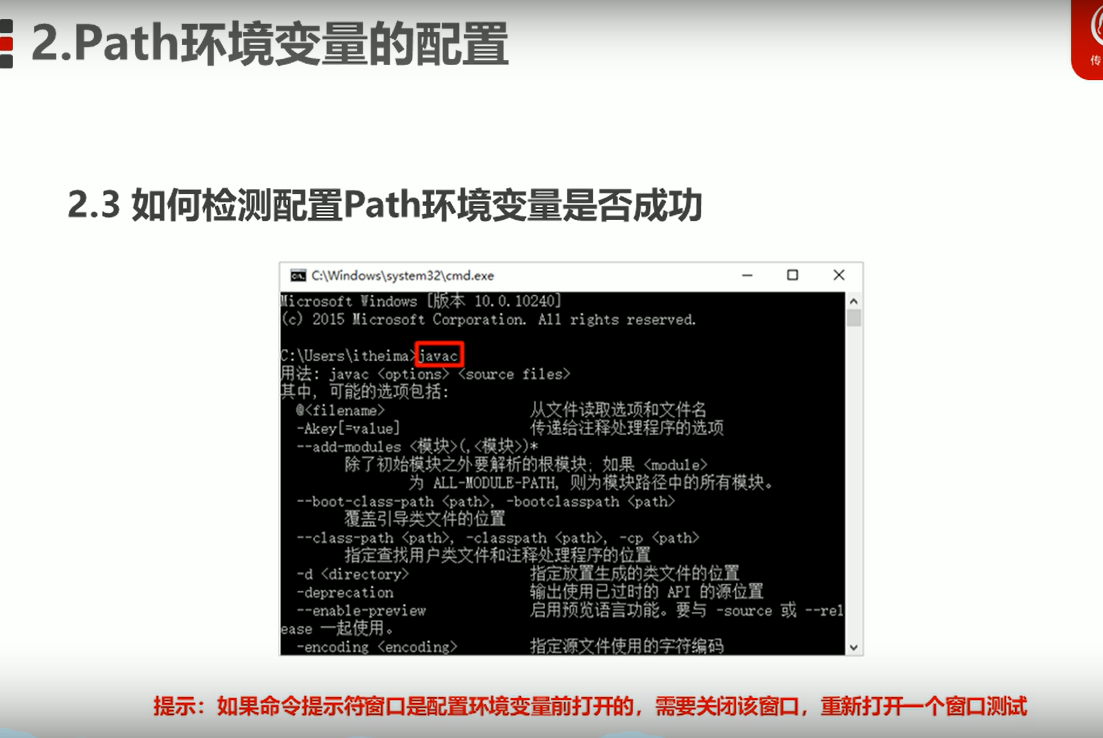 2.Path环境变量的配置
传
2.3 如何检测配置Path环境变量是否成功
C:\Windows\system32\cmd.exe
Microsoft Windows [版本 10.0.10240]
(c) 2015 Microsoft Corporation. All rights reserved.
C:\Users\itheima>javac
用法: javac <options> <source files>
其中, 可能的选项包括:
@<filename> 从文件读取选项和文件名
-Akey[=value] 传递给注释处理程序的选项
--add-modules <模块>(,<模块>)*
除了初始模块之外要解析的根模块; 如果 <module>
为 ALL-MODULE-PATH, 则为模块路径中的所有模块。
--boot-class-path <path>, -bootclasspath <path>
覆盖引导类文件的位置
--class-path <path>, -classpath <path>, -cp <path>
指定查找用户类文件和注释处理程序的位置
-d <directory> 指定放置生成的类文件的位置
-deprecation 输出使用已过时的 API 的源位置
--enable-preview 启用预览语言功能。要与 -source 或 --rel
ease 一起使用。
-encoding <encoding> 指定源文件使用的字符编码
提示：如果命令提示符窗口是配置环境变量前打开的，需要关闭该窗口，重新打开一个窗口测试